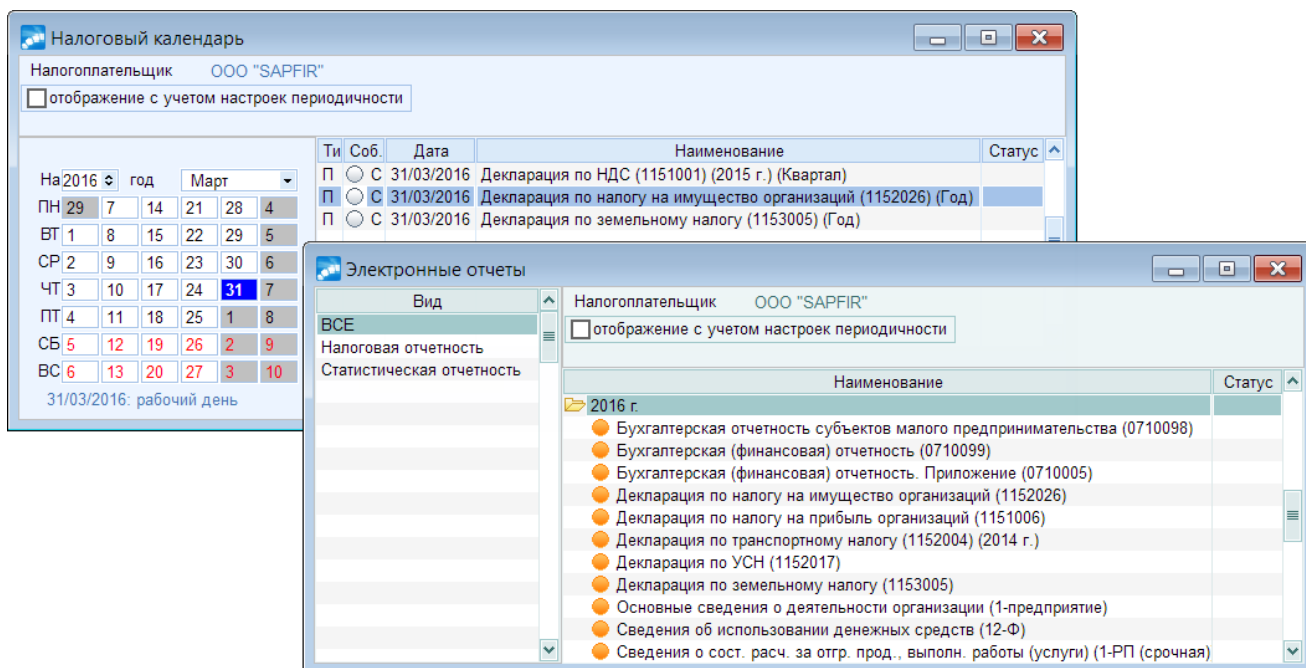 Налоговый календарь
Налогоплательщик ООО "SAPFIR"
отображение с учетом настроек периодичности
Ти Соб. Дата Наименование Статус
П С 31/03/2016 Декларация по НДС (1151001) (2015 г.) (Квартал)
П С 31/03/2016 Декларация по налогу на имущество организаций (1152026) (Год)
П С 31/03/2016 Декларация по земельному налогу (1153005) (Год)
На 2016 год Март
ПН 29 7 14 21 28 4
ВТ 1 8 15 22 29 5
СР 2 9 16 23 30 6
ЧТ 3 10 17 24 31 7
ПТ 4 11 18 25 1 8
СБ 5 12 19 26 2 9
ВС 6 13 20 27 3 10
31/03/2016: рабочий день
Электронные отчеты
Вид
ВСЕ
Налоговая отчетность
Статистическая отчетность
Налогоплательщик ООО "SAPFIR"
отображение с учетом настроек периодичности
Наименование Статус
2016 г.
Бухгалтерская отчетность субъектов малого предпринимательства (0710098)
Бухгалтерская (финансовая) отчетность (0710099)
Бухгалтерская (финансовая) отчетность. Приложение (0710005)
Декларация по налогу на имущество организаций (1152026)
Декларация по налогу на прибыль организаций (1151006)
Декларация по транспортному налогу (1152004) (2014 г.)
Декларация по УСН (1152017)
Декларация по земельному налогу (1153005)
Основные сведения о деятельности организации (1-предприятие)
Сведения об использовании денежных средств (12-Ф)
Сведения о сост. расч. за отгр. прод., выполн. работы (услуги) (1-РП (срочная)